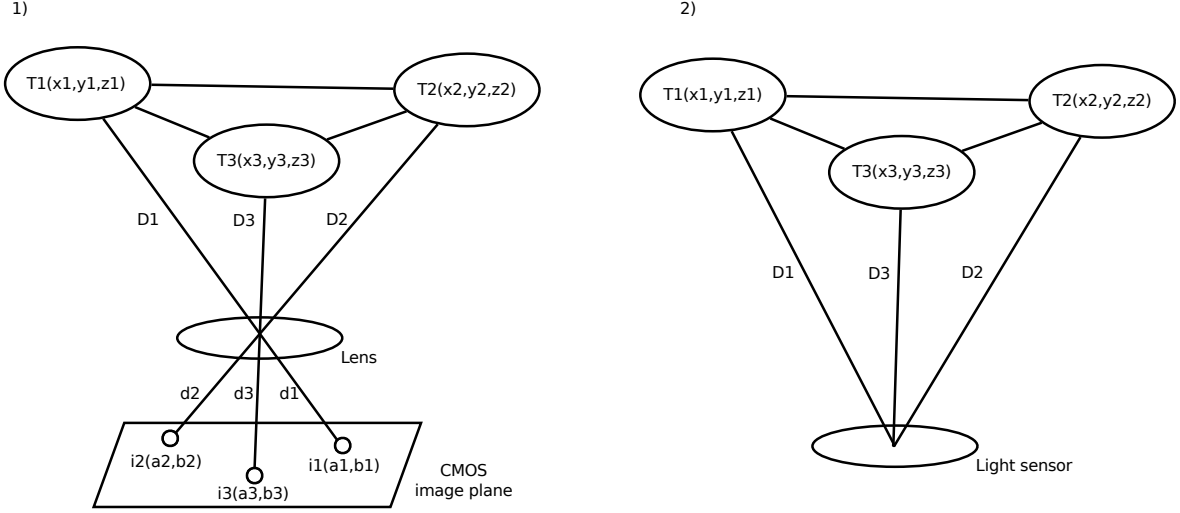 1)
T1(x1,y1,z1)
T2(x2,y2,z2)
T3(x3,y3,z3)
D1
D3
D2
Lens
d2
d3
d1
i2(a2,b2)
i1(a1,b1)
i3(a3,b3)
CMOS
image plane
2)
T1(x1,y1,z1)
T2(x2,y2,z2)
T3(x3,y3,z3)
D1
D3
D2
Light sensor